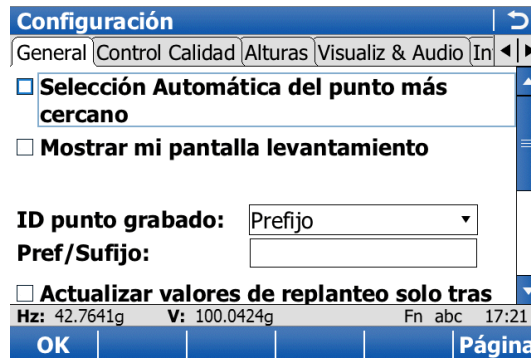 Configuración
General Control Calidad Alturas Visualiz & Audio In
Selección Automática del punto más
cercano
Mostrar mi pantalla levantamiento
ID punto grabado: Prefijo
Pref/Sufijo:
Actualizar valores de replanteo solo tras
Hz: 42.7641g V: 100.0424g Fn abc 17:21
OK Página